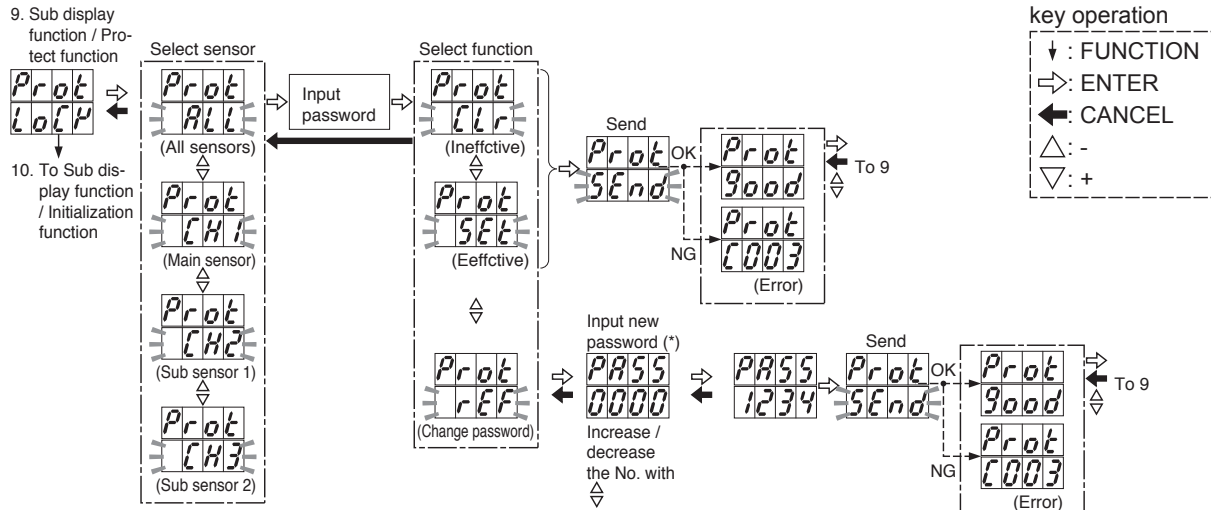 9. Sub display
function / Pro-
tect function
Prot
LoCK
10. To Sub dis-
play function
/ Initialization
function
Select sensor
Prot
ALL
(All sensors)
Prot
CH1
(Main sensor)
Prot
CH2
(Sub sensor 1)
Prot
CH3
(Sub sensor 2)
Input
password
Select function
Prot
CLr
(Ineffctive)
Prot
SEt
(Eeffctive)
Prot
rEF
(Change password)
Send
Prot
SEnd
OK
NG
Prot
good
Prot
C003
(Error)
To 9
Input new
password (*)
PASS
0000
Increase /
decrease
the No. with
PASS
1234
Send
Prot
SEnd
OK
NG
Prot
good
Prot
C003
(Error)
To 9
key operation
: FUNCTION
: ENTER
: CANCEL
: -
: +